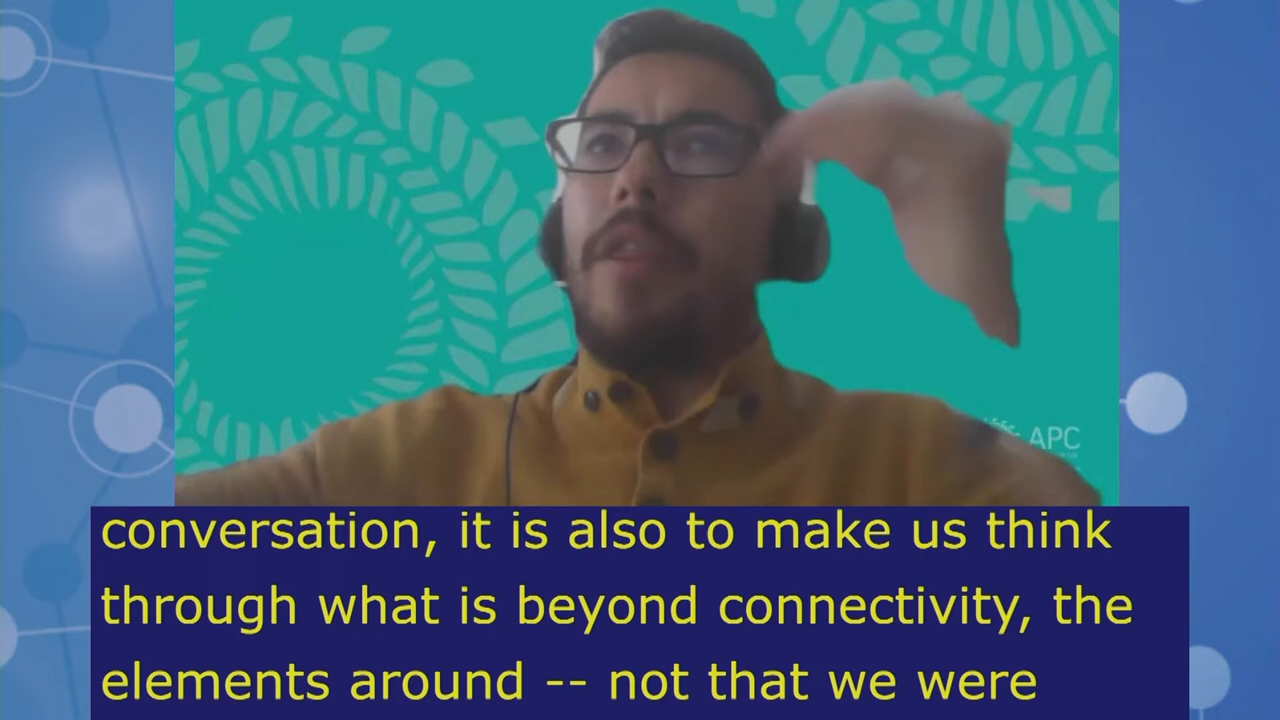 APC
conversation, it is also to make us think
through what is beyond connectivity, the
elements around -- not that we were